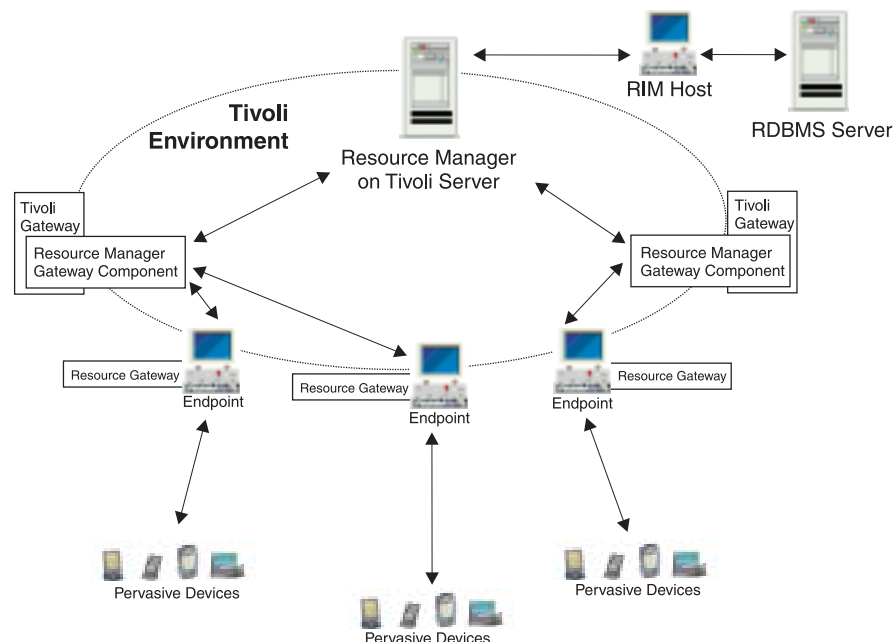 RIM Host
RDBMS Server
Tivoli
Environment
Resource Manager
on Tivoli Server
Tivoli
Gateway
Resource Manager
Gateway Component
Tivoli
Gateway
Resource Manager
Gateway Component
Resource Gateway
Endpoint
Resource Gateway
Endpoint
Resource Gateway
Endpoint
Pervasive Devices
Pervasive Devices
Pervasive Devices